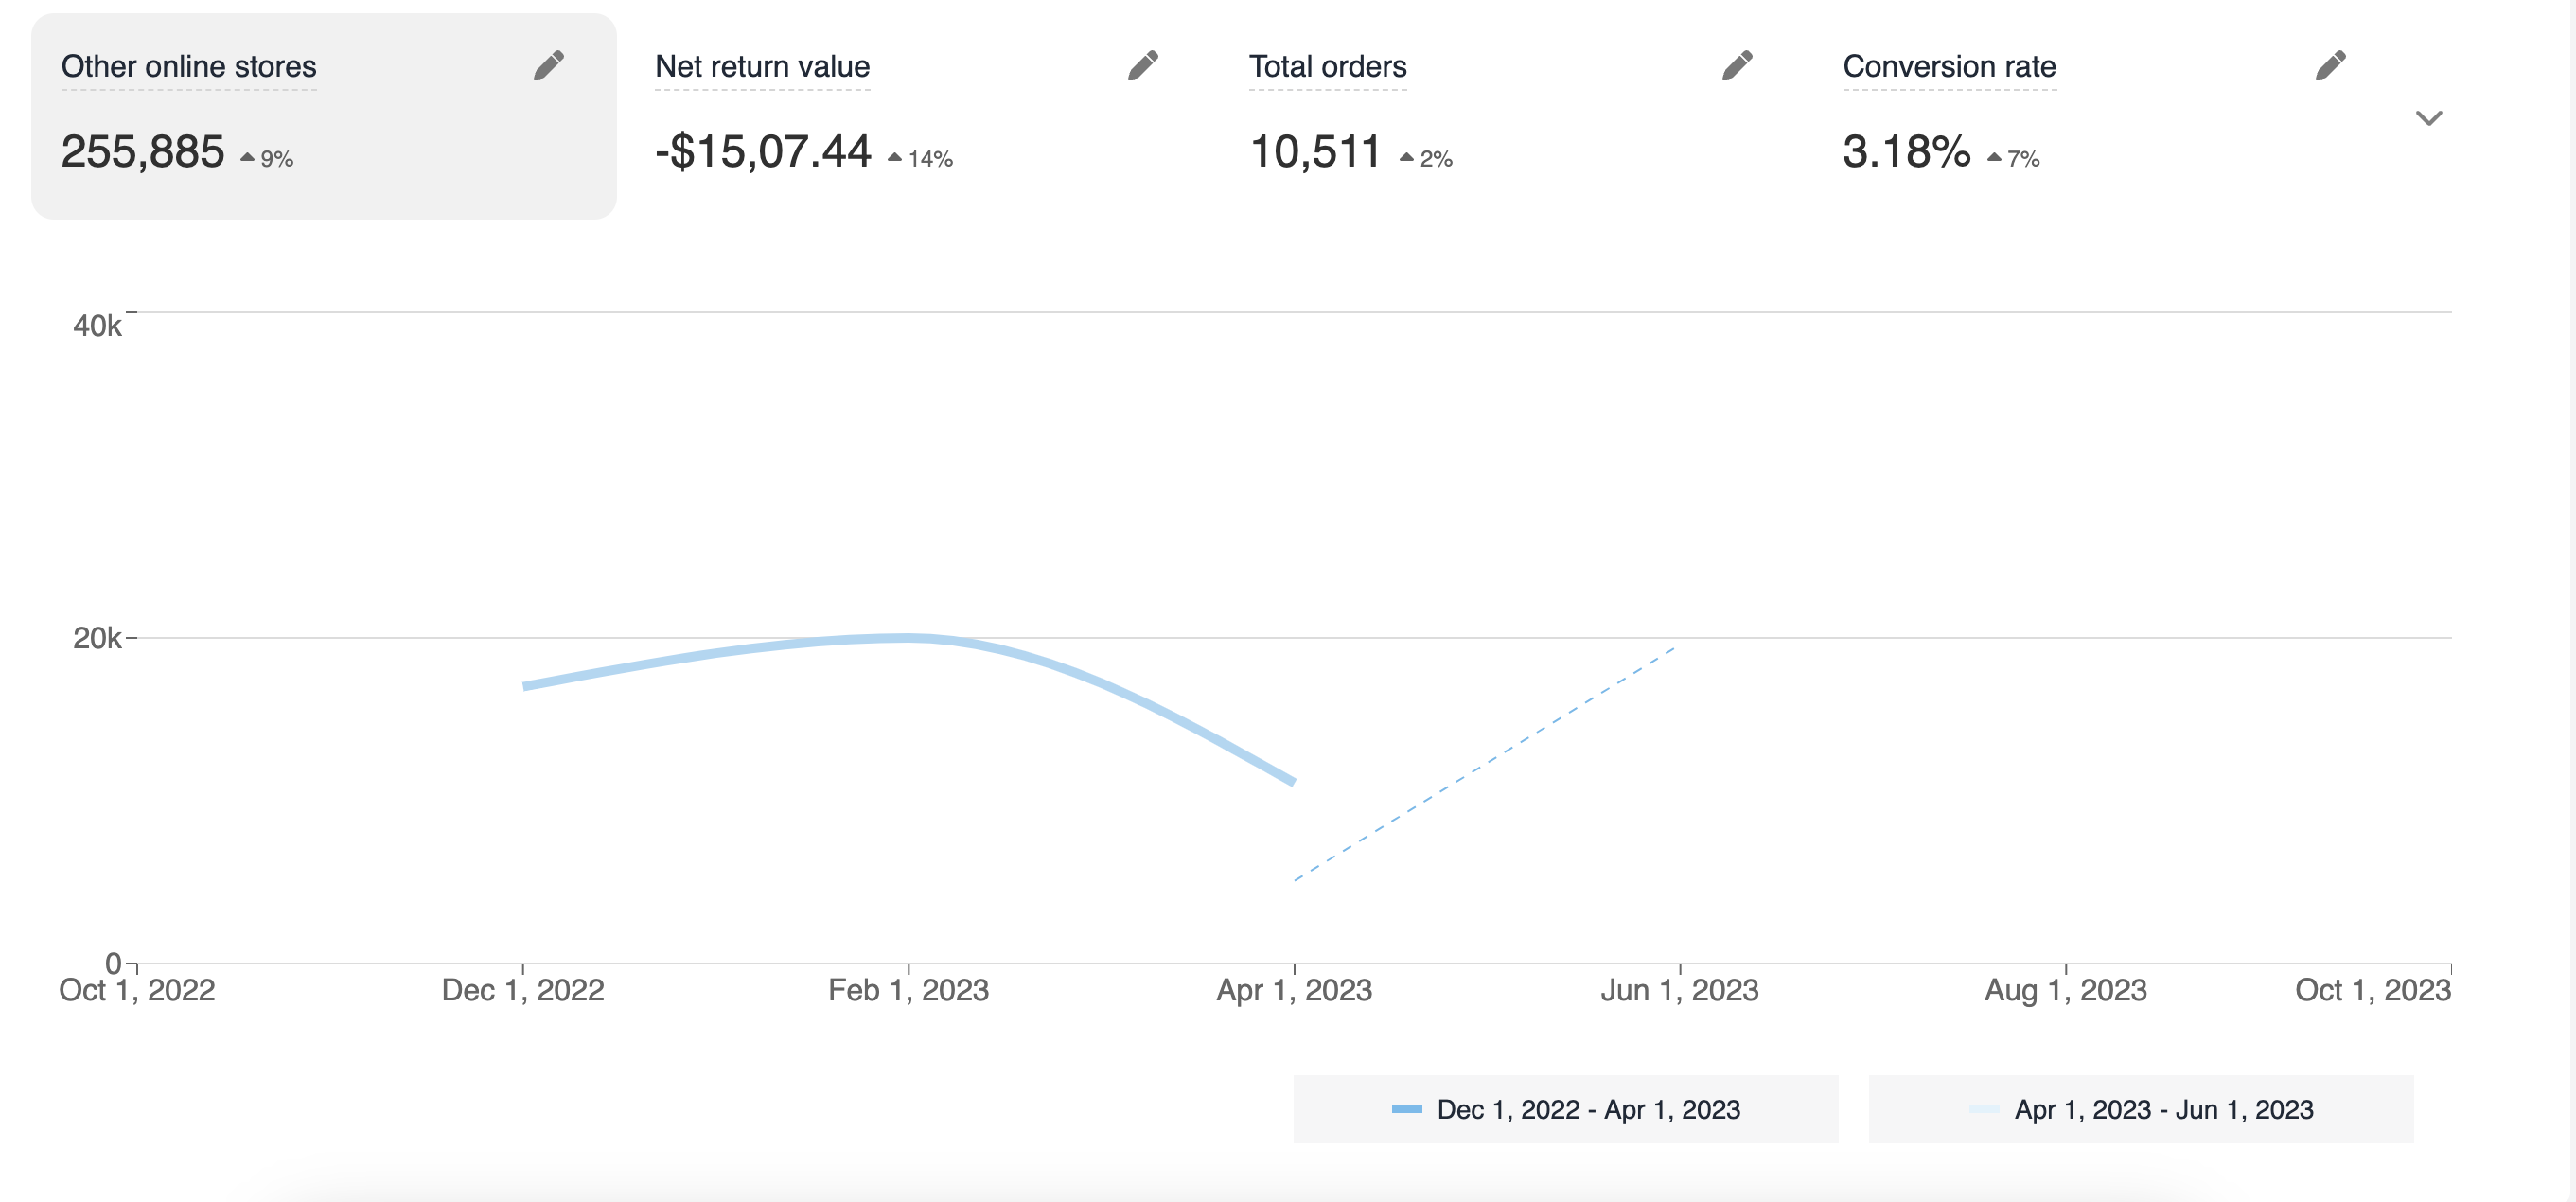 Other online stores
255,885 9%
Net return value
-$15,07.44 14%
Total orders
10,511 2%
Conversion rate
3.18% 7%
40k
20k
0
Oct 1, 2022 Dec 1, 2022 Feb 1, 2023 Apr 1, 2023 Jun 1, 2023 Aug 1, 2023 Oct 1, 2023
Dec 1, 2022 - Apr 1, 2023 Apr 1, 2023 - Jun 1, 2023